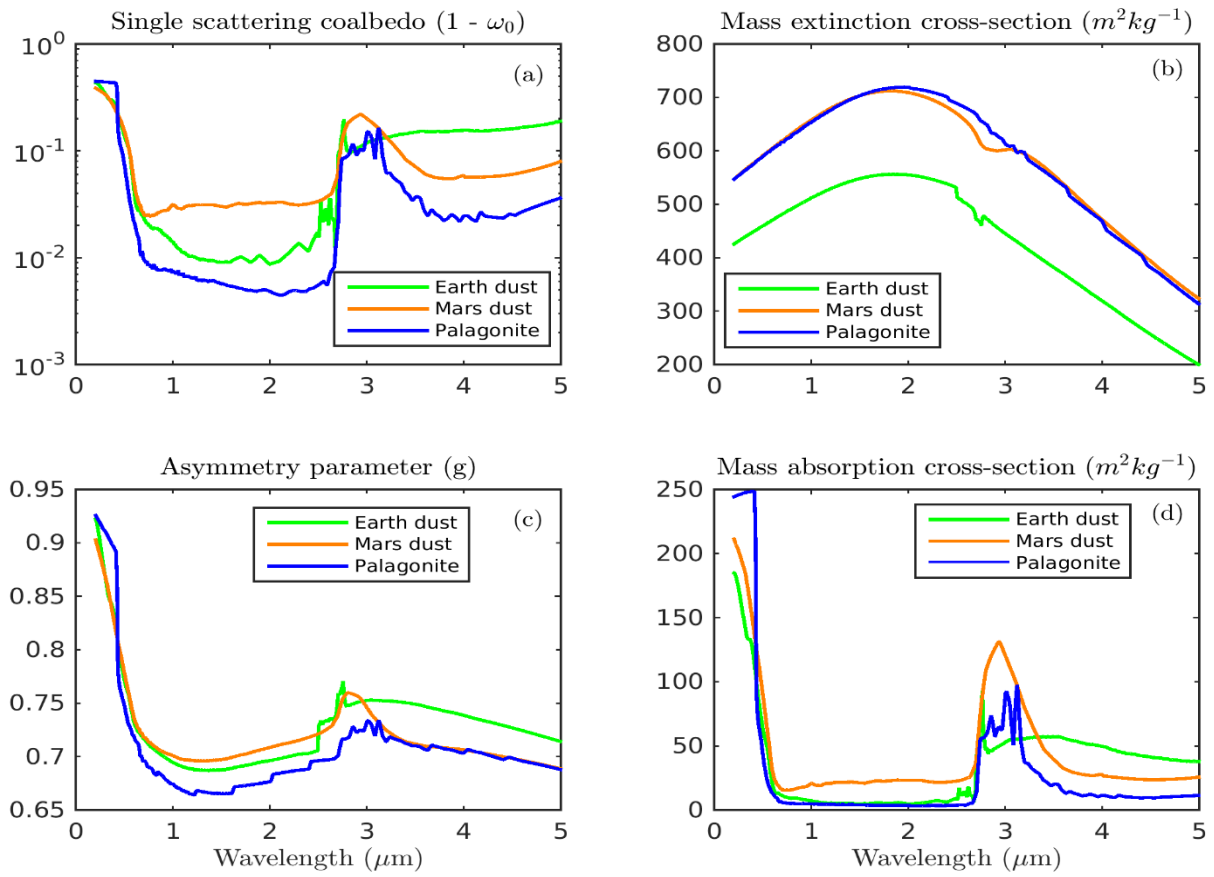 Single scattering coalbedo (1 - ω₀)
10⁰
10⁻¹
10⁻²
10⁻³
(a)
Earth dust
Mars dust
Palagonite
0 1 2 3 4 5
Mass extinction cross-section (m²kg⁻¹)
800
700
600
500
400
300
200
(b)
Earth dust
Mars dust
Palagonite
0 1 2 3 4 5
Asymmetry parameter (g)
0.95
0.9
0.85
0.8
0.75
0.7
0.65
(c)
Earth dust
Mars dust
Palagonite
0 1 2 3 4 5
Wavelength (μm)
Mass absorption cross-section (m²kg⁻¹)
250
200
150
100
50
0
(d)
Earth dust
Mars dust
Palagonite
0 1 2 3 4 5
Wavelength (μm)